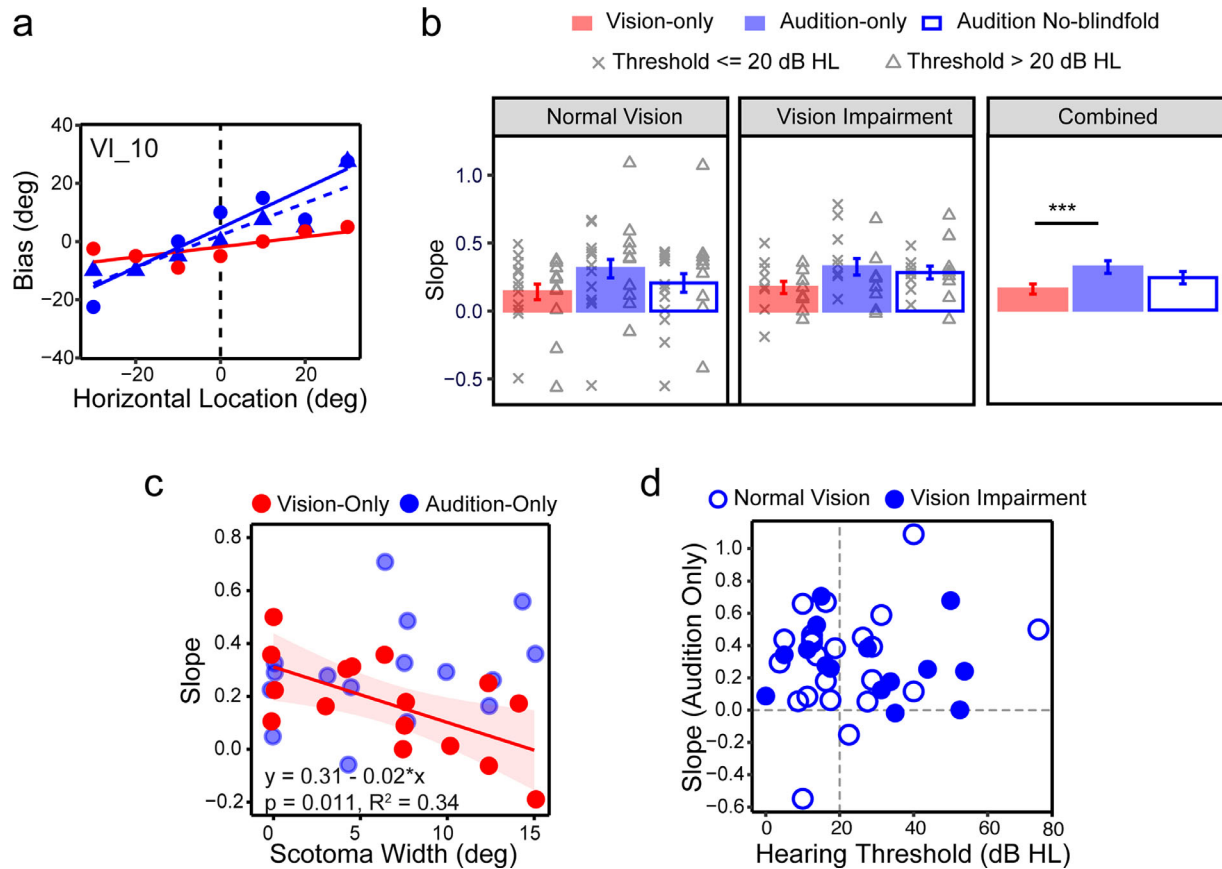 a
VI_10
Bias (deg)
40
20
0
−20
−40
−20
0
20
Horizontal Location (deg)
b
Vision-only
Audition-only
Audition No-blindfold
Threshold <= 20 dB HL
Threshold > 20 dB HL
Normal Vision
Vision Impairment
Combined
Slope
1.0
0.5
0.0
−0.5
***
c
Vision-Only
Audition-Only
Slope
0.8
0.6
0.4
0.2
0.0
−0.2
y = 0.31 - 0.02*x
p = 0.011, R² = 0.34
0
5
10
15
Scotoma Width (deg)
d
Normal Vision
Vision Impairment
Slope (Audition Only)
1.0
0.8
0.6
0.4
0.2
0.0
−0.2
−0.4
−0.6
0
20
40
60
80
Hearing Threshold (dB HL)